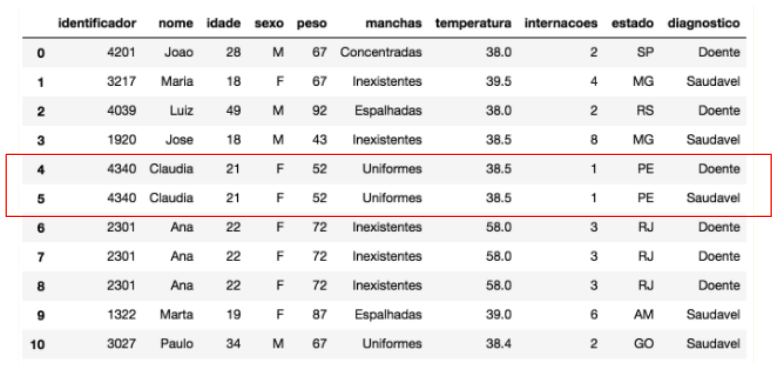 identificador nome idade sexo peso manchas temperatura internacoes estado diagnostico
0 4201 Joao 28 M 67 Concentradas 38.0 2 SP Doente
1 3217 Maria 18 F 67 Inexistentes 39.5 4 MG Saudavel
2 4039 Luiz 49 M 92 Espalhadas 38.0 2 RS Doente
3 1920 Jose 18 M 43 Inexistentes 38.5 8 MG Saudavel
4 4340 Claudia 21 F 52 Uniformes 38.5 1 PE Doente
5 4340 Claudia 21 F 52 Uniformes 38.5 1 PE Saudavel
6 2301 Ana 22 F 72 Inexistentes 58.0 3 RJ Doente
7 2301 Ana 22 F 72 Inexistentes 58.0 3 RJ Doente
8 2301 Ana 22 F 72 Inexistentes 58.0 3 RJ Doente
9 1322 Marta 19 F 87 Espalhadas 39.0 6 AM Saudavel
10 3027 Paulo 34 M 67 Uniformes 38.4 2 GO Saudavel